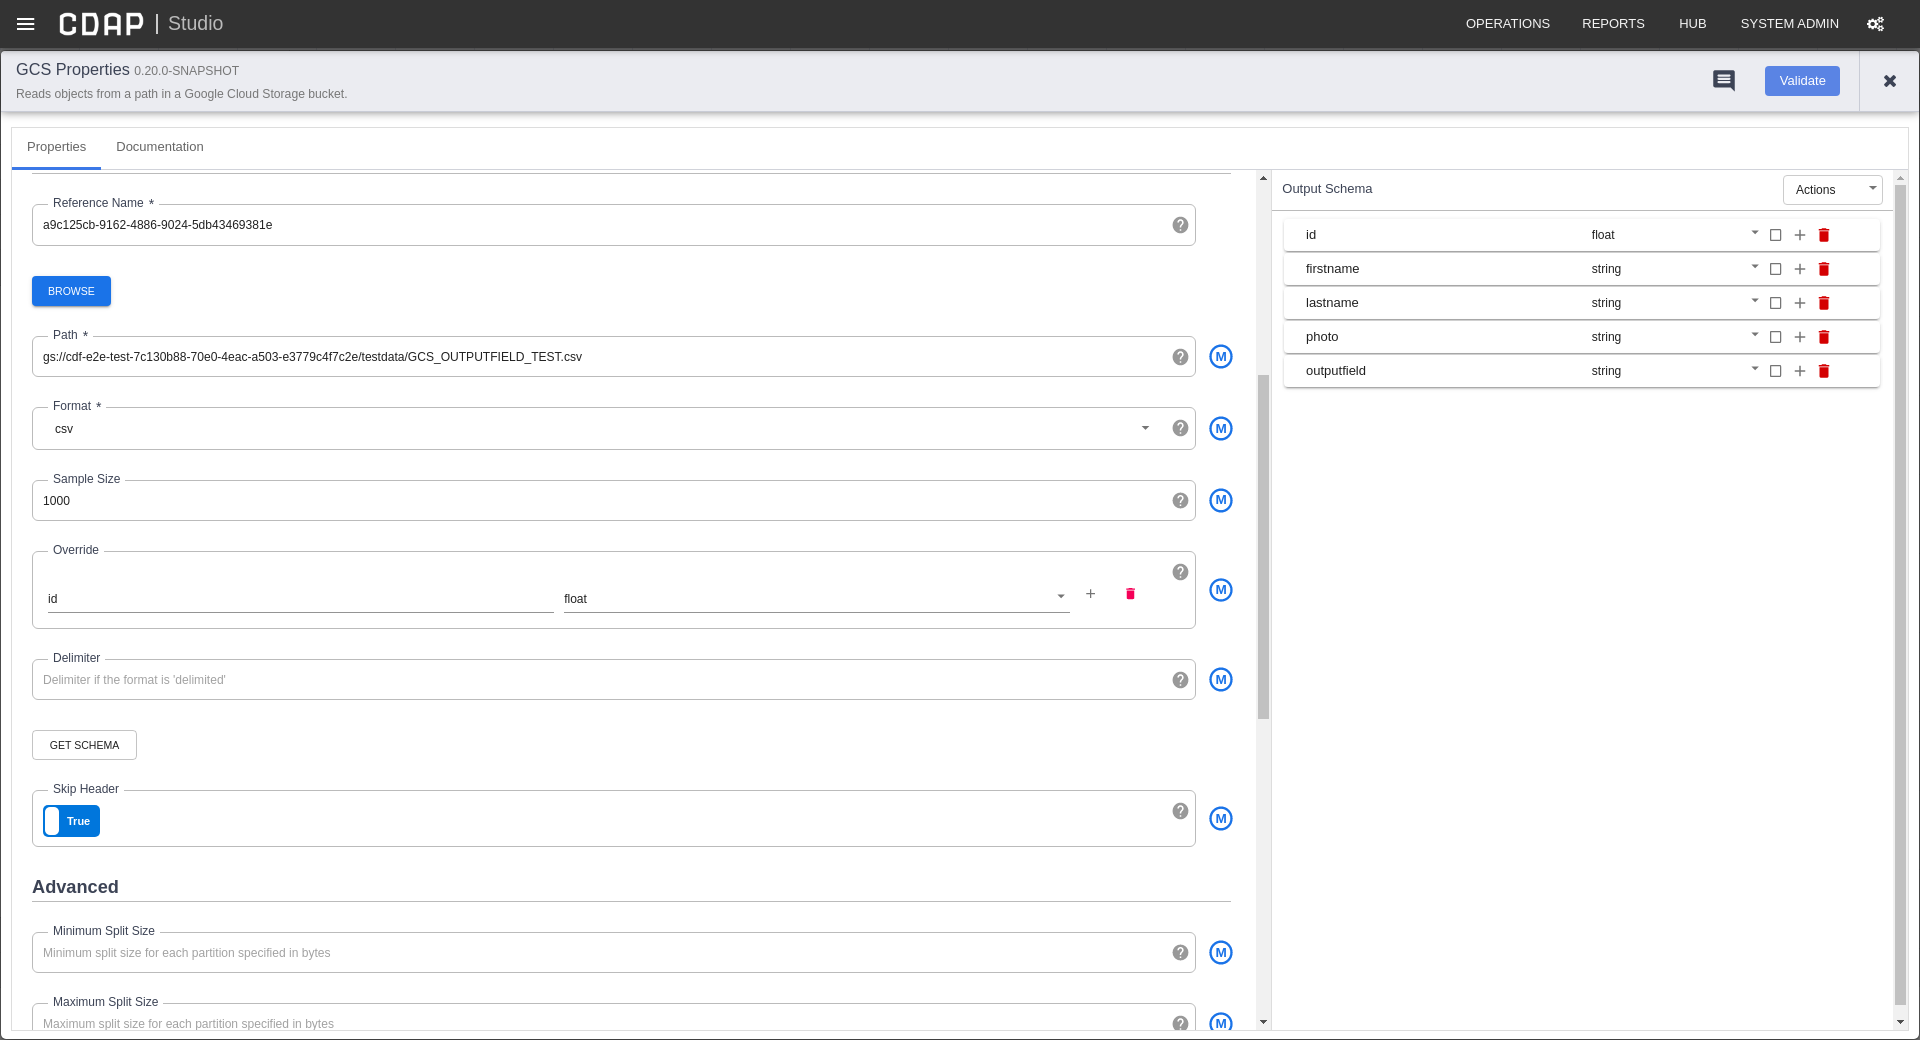 CDAP | Studio
OPERATIONS REPORTS HUB SYSTEM ADMIN
GCS Properties 0.20.0-SNAPSHOT
Reads objects from a path in a Google Cloud Storage bucket.
Validate
Properties Documentation
Reference Name *
a9c125cb-9162-4886-9024-5db43469381e
BROWSE
Path *
gs://cdf-e2e-test-7c130b88-70e0-4eac-a503-e3779c4f7c2e/testdata/GCS_OUTPUTFIELD_TEST.csv
M
Format *
csv
M
Sample Size
1000
M
Override
id float
M
Delimiter
Delimiter if the format is 'delimited'
M
GET SCHEMA
Skip Header
True
M
Advanced
Minimum Split Size
Minimum split size for each partition specified in bytes
M
Maximum Split Size
Maximum split size for each partition specified in bytes
M
Output Schema
Actions
id float
firstname string
lastname string
photo string
outputfield string